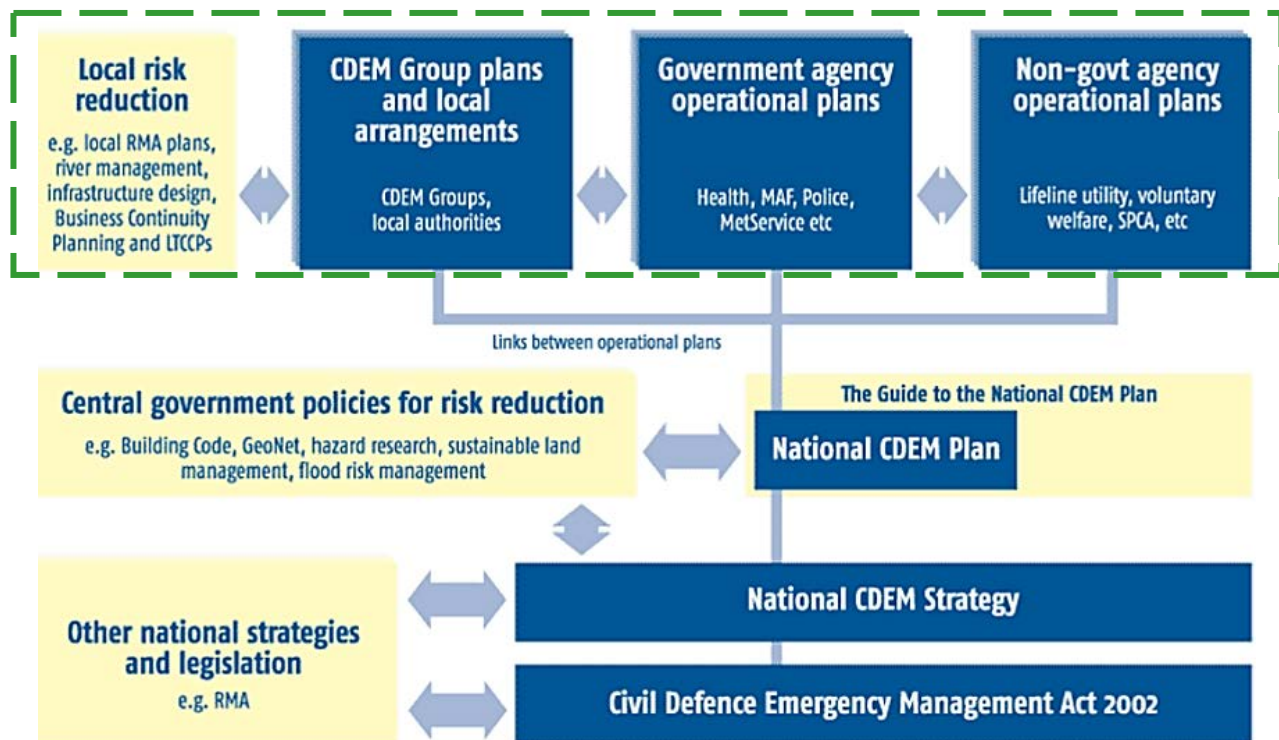 Local risk
reduction
e.g. local RMA plans,
river management,
infrastructure design,
Business Continuity
Planning and LTCCPs
CDEM Group plans
and local
arrangements
CDEM Groups,
local authorities
Government agency
operational plans
Health, MAF, Police,
MetService etc
Non-govt agency
operational plans
Lifeline utility, voluntary
welfare, SPCA, etc
Links between operational plans
Central government policies for risk reduction
e.g. Building Code, GeoNet, hazard research, sustainable land
management, flood risk management
The Guide to the National CDEM Plan
National CDEM Plan
Other national strategies
and legislation
e.g. RMA
National CDEM Strategy
Civil Defence Emergency Management Act 2002